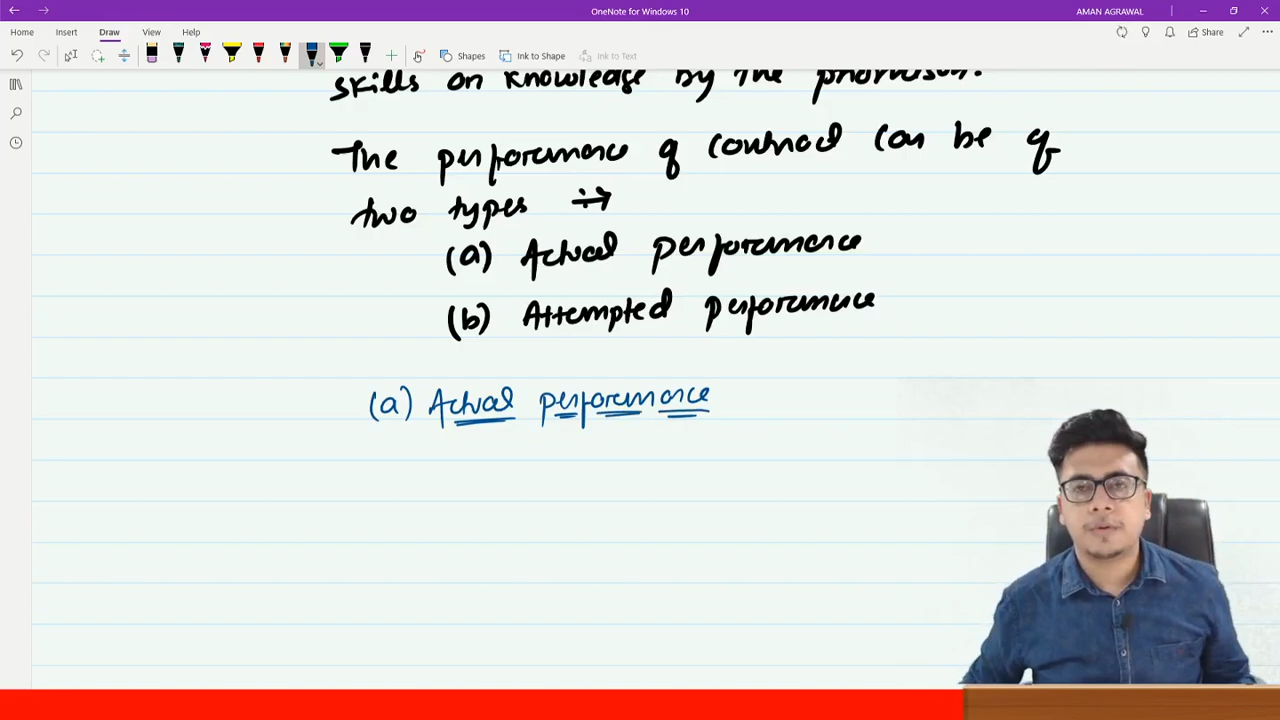 OneNote for Windows 10
AMAN AGRAWAL
Home Insert Draw View Help
Share
Shapes Ink to Shape Ink to Text
skills or knowledge by the promisor.
The performance of contract can be of
two types :→
(a) Actual performance
(b) Attempted performance
(a) Actual performance